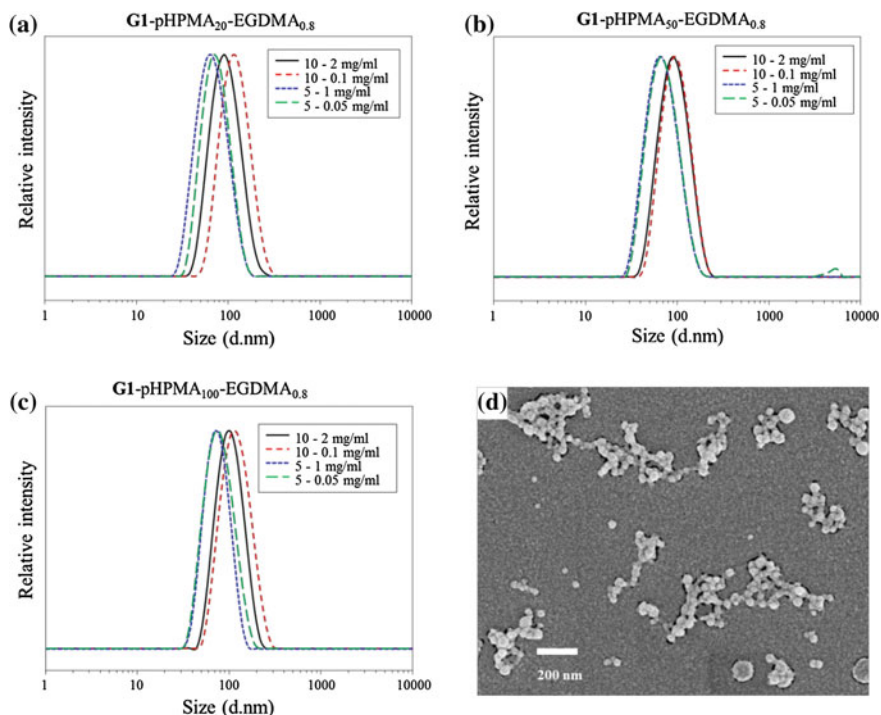 (a)
G1-pHPMA20-EGDMA0.8
10 - 2 mg/ml
10 - 0.1 mg/ml
5 - 1 mg/ml
5 - 0.05 mg/ml
Relative intensity
1 10 100 1000 10000
Size (d.nm)
(b)
G1-pHPMA50-EGDMA0.8
10 - 2 mg/ml
10 - 0.1 mg/ml
5 - 1 mg/ml
5 - 0.05 mg/ml
Relative intensity
1 10 100 1000 10000
Size (d.nm)
(c)
G1-pHPMA100-EGDMA0.8
10 - 2 mg/ml
10 - 0.1 mg/ml
5 - 1 mg/ml
5 - 0.05 mg/ml
Relative intensity
1 10 100 1000 10000
Size (d.nm)
(d)
200 nm